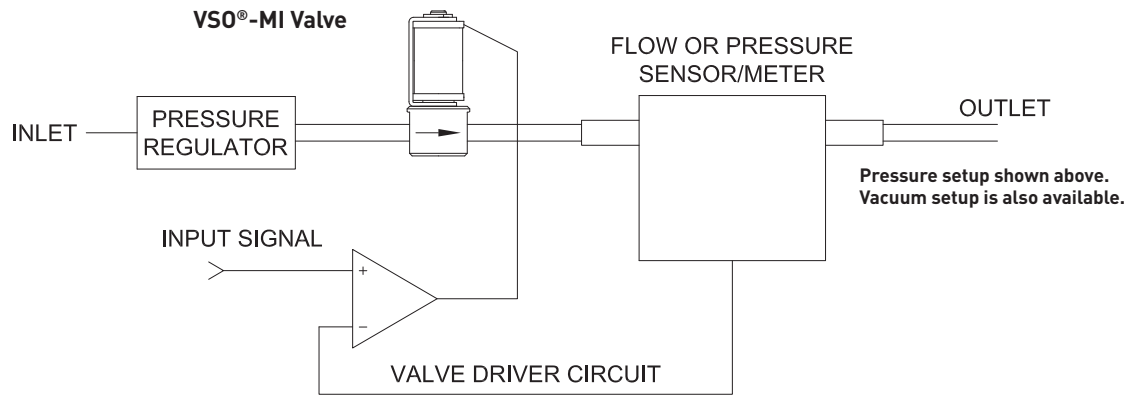 VSO®-MI Valve
FLOW OR PRESSURE
SENSOR/METER
INLET
PRESSURE
REGULATOR
OUTLET
Pressure setup shown above.
Vacuum setup is also available.
INPUT SIGNAL
+
−
VALVE DRIVER CIRCUIT